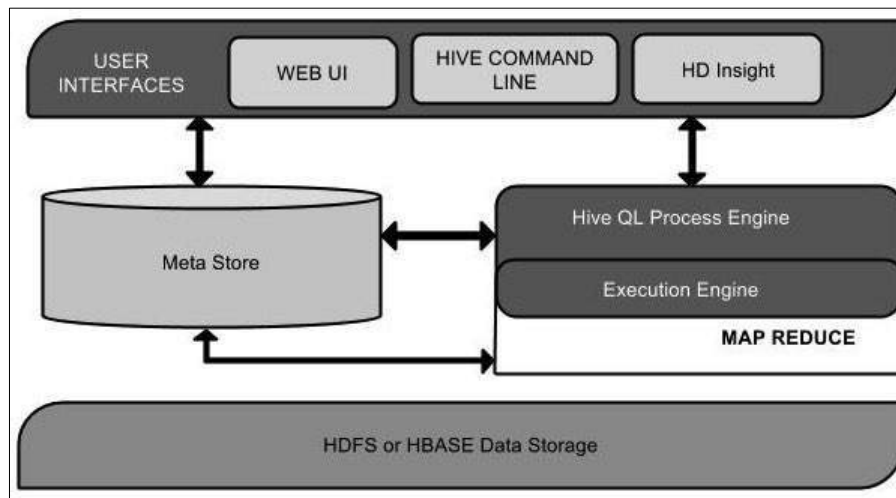 USER
INTERFACES
WEB UI
HIVE COMMAND
LINE
HD Insight
Meta Store
Hive QL Process Engine
Execution Engine
MAP REDUCE
HDFS or HBASE Data Storage